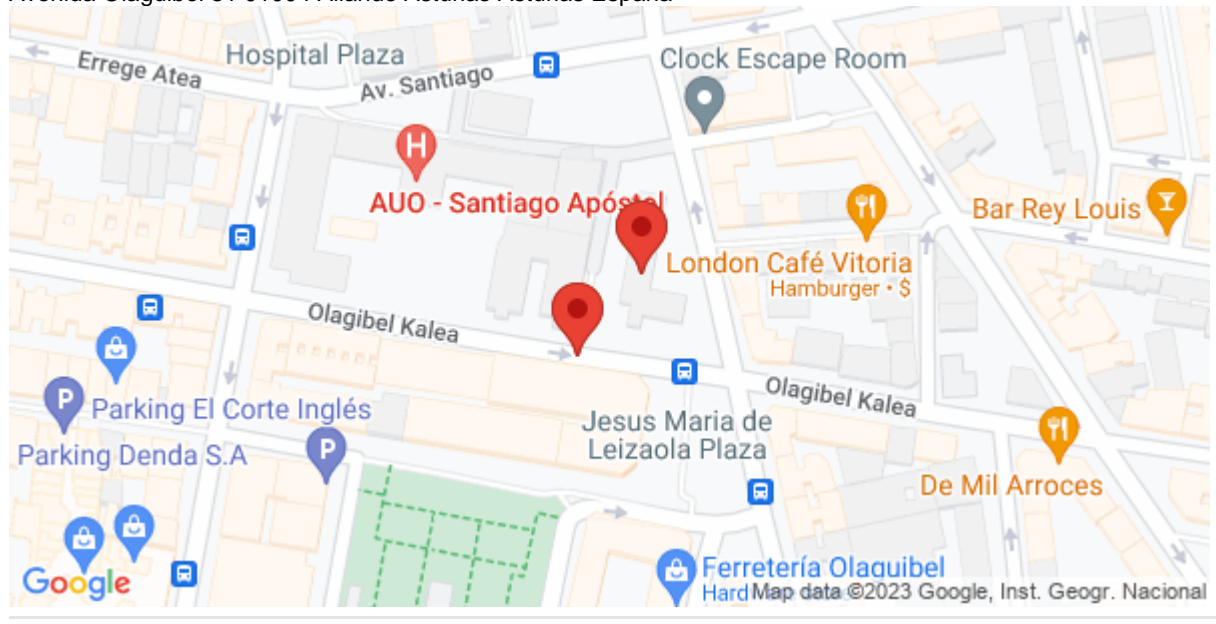 Hospital Plaza
Clock Escape Room
Errege Atea
Av. Santiago
H
AUO - Santiago Apóstol
Bar Rey Louis
London Café Vitoria
Hamburger • $
Olagibel Kalea
Olagibel Kalea
P
Parking El Corte Inglés
Jesus Maria de
Leizaola Plaza
Parking Denda S.A
P
De Mil Arroces
Ferretería Olaguibel
Google
Map data ©2023 Google, Inst. Geogr. Nacional